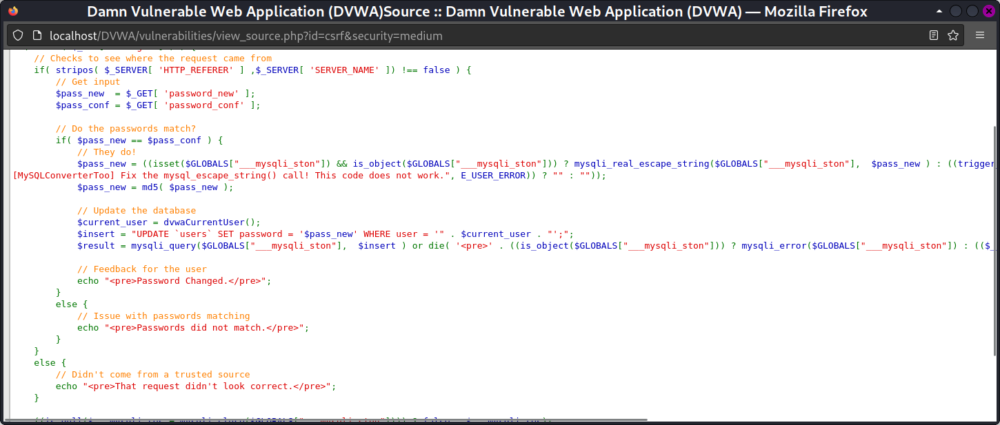 Damn Vulnerable Web Application (DVWA)Source :: Damn Vulnerable Web Application (DVWA) — Mozilla Firefox
localhost/DVWA/vulnerabilities/view_source.php?id=csrf&security=medium
// Checks to see where the request came from
if( stripos( $_SERVER[ 'HTTP_REFERER' ] ,$_SERVER[ 'SERVER_NAME' ]) !== false ) {
// Get input
$pass_new  = $_GET[ 'password_new' ];
$pass_conf = $_GET[ 'password_conf' ];
// Do the passwords match?
if( $pass_new == $pass_conf ) {
// They do!
$pass_new = ((isset($GLOBALS["___mysqli_ston"]) && is_object($GLOBALS["___mysqli_ston"])) ? mysqli_real_escape_string($GLOBALS["___mysqli_ston"],  $pass_new ) : ((trigger_
[MySQLConverterToo] Fix the mysql_escape_string() call! This code does not work.", E_USER_ERROR)) ? "" : ""));
$pass_new = md5( $pass_new );
// Update the database
$current_user = dvwaCurrentUser();
$insert = "UPDATE `users` SET password = '$pass_new' WHERE user = '" . $current_user . "';";
$result = mysqli_query($GLOBALS["___mysqli_ston"],  $insert ) or die( '<pre>' . ((is_object($GLOBALS["___mysqli_ston"])) ? mysqli_error($GLOBALS["___mysqli_ston"]) : (($_
// Feedback for the user
echo "<pre>Password Changed.</pre>";
}
else {
// Issue with passwords matching
echo "<pre>Passwords did not match.</pre>";
}
}
else {
// Didn't come from a trusted source
echo "<pre>That request didn't look correct.</pre>";
}